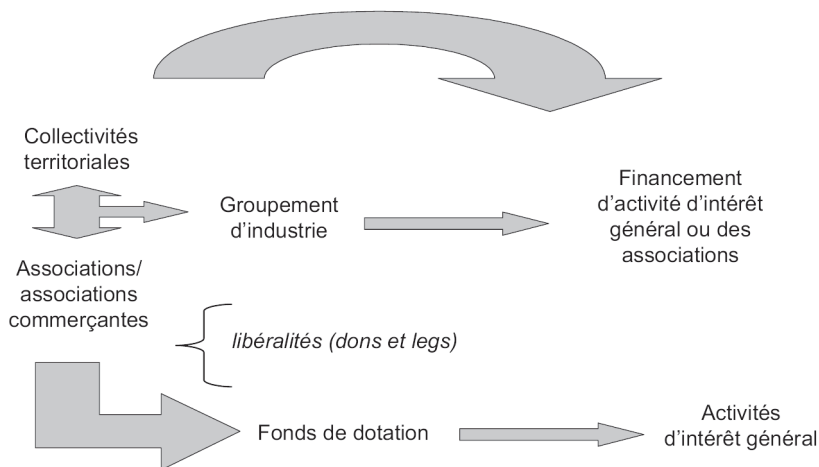 Collectivités
territoriales
Groupement
d’industrie
Financement
d’activité d’intérêt
général ou des
associations
Associations/
associations
commerçantes
libéralités (dons et legs)
Fonds de dotation
Activités
d’intérêt général